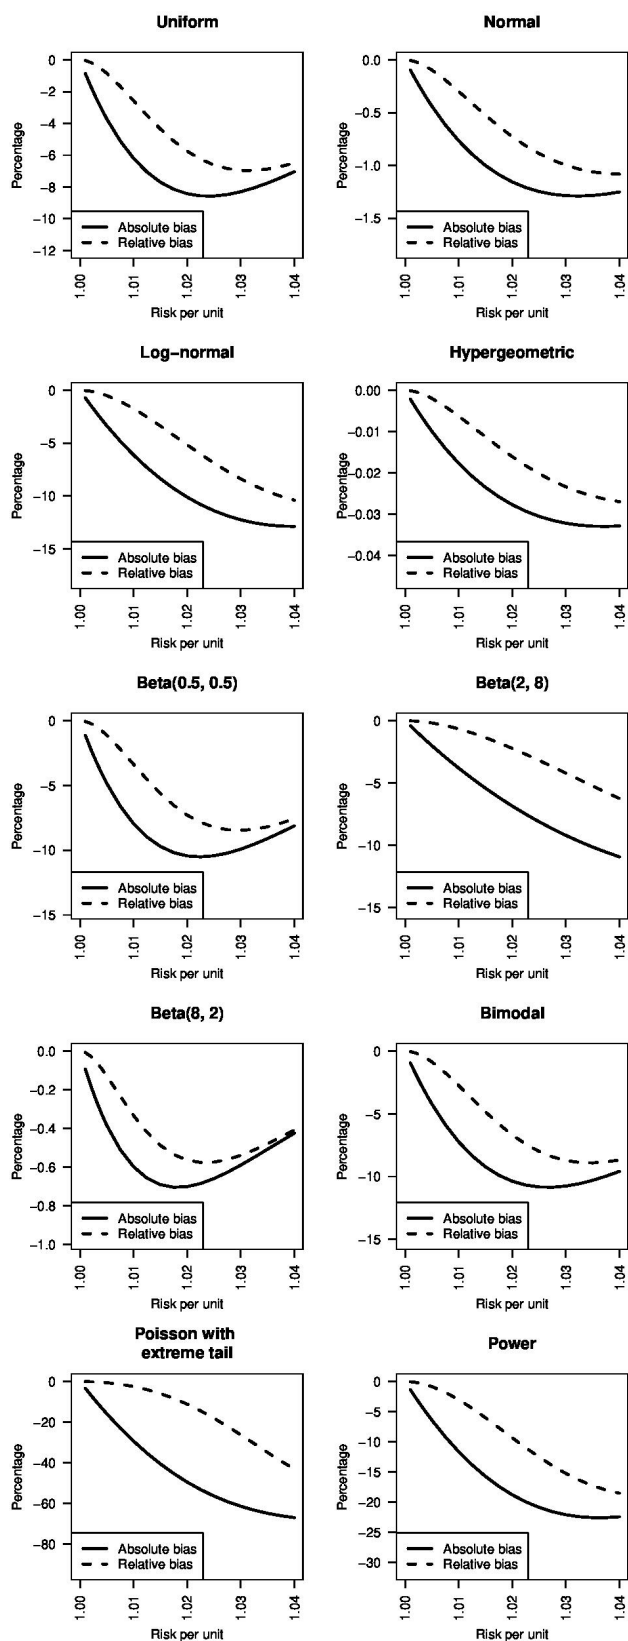 Uniform
Percentage
0
−2
−4
−6
−8
−10
−12
Absolute bias
Relative bias
1.00
1.01
1.02
1.03
1.04
Risk per unit
Normal
Percentage
0.0
−0.5
−1.0
−1.5
Absolute bias
Relative bias
1.00
1.01
1.02
1.03
1.04
Risk per unit
Log−normal
Percentage
0
−5
−10
−15
Absolute bias
Relative bias
1.00
1.01
1.02
1.03
1.04
Risk per unit
Hypergeometric
Percentage
0.00
−0.01
−0.02
−0.03
−0.04
Absolute bias
Relative bias
1.00
1.01
1.02
1.03
1.04
Risk per unit
Beta(0.5, 0.5)
Percentage
0
−5
−10
−15
Absolute bias
Relative bias
1.00
1.01
1.02
1.03
1.04
Risk per unit
Beta(2, 8)
Percentage
0
−5
−10
−15
Absolute bias
Relative bias
1.00
1.01
1.02
1.03
1.04
Risk per unit
Beta(8, 2)
Percentage
0.0
−0.2
−0.4
−0.6
−0.8
−1.0
Absolute bias
Relative bias
1.00
1.01
1.02
1.03
1.04
Risk per unit
Bimodal
Percentage
0
−5
−10
−15
Absolute bias
Relative bias
1.00
1.01
1.02
1.03
1.04
Risk per unit
Poisson with
extreme tail
Percentage
0
−20
−40
−60
−80
Absolute bias
Relative bias
1.00
1.01
1.02
1.03
1.04
Risk per unit
Power
Percentage
0
−5
−10
−15
−20
−25
−30
Absolute bias
Relative bias
1.00
1.01
1.02
1.03
1.04
Risk per unit